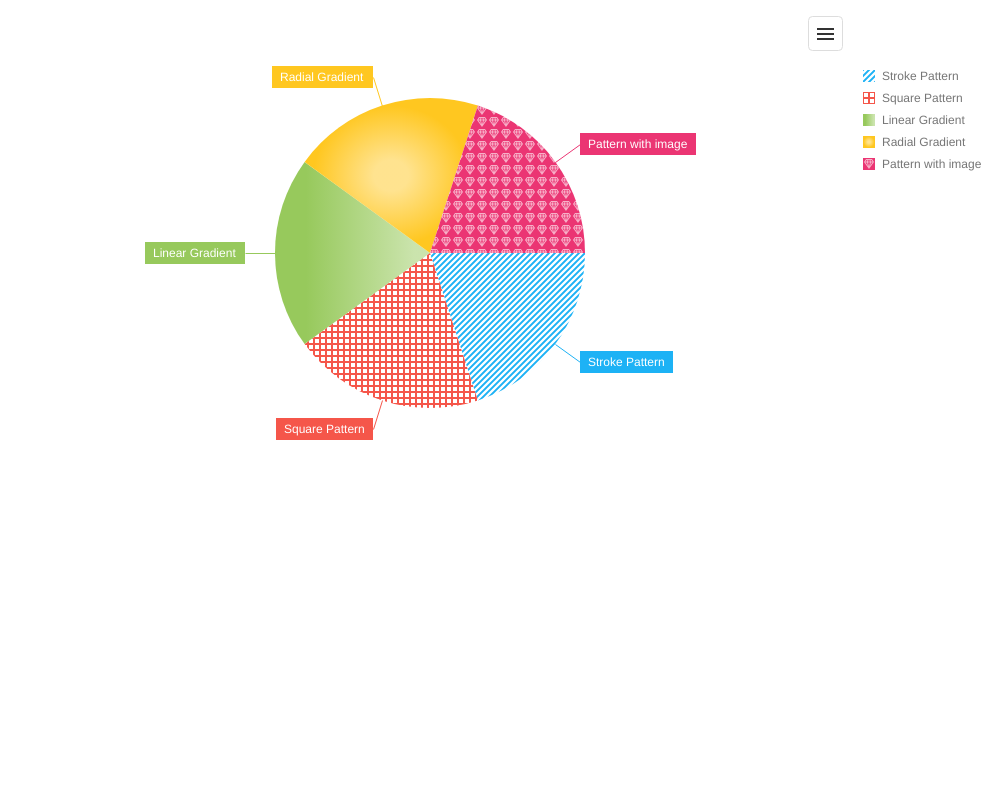 Radial Gradient
Pattern with image
Linear Gradient
Stroke Pattern
Square Pattern
Stroke Pattern
Square Pattern
Linear Gradient
Radial Gradient
Pattern with image